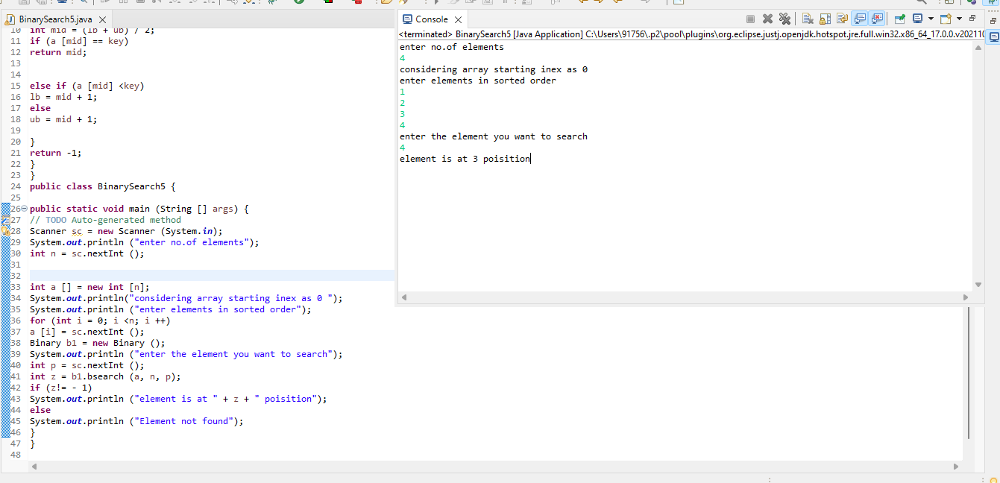 BinarySearch5.java
10 int mid = (lb + ub) / 2;
11 if (a [mid] == key)
12 return mid;
13
14
15 else if (a [mid] <key)
16 lb = mid + 1;
17 else
18 ub = mid + 1;
19
20 }
21 return -1;
22 }
23 }
24 public class BinarySearch5 {
25
26 public static void main (String [] args) {
27 // TODO Auto-generated method
28 Scanner sc = new Scanner (System.in);
29 System.out.println ("enter no.of elements");
30 int n = sc.nextInt ();
31
32
33 int a [] = new int [n];
34 System.out.println("considering array starting inex as 0 ");
35 System.out.println ("enter elements in sorted order");
36 for (int i = 0; i <n; i ++)
37 a [i] = sc.nextInt ();
38 Binary b1 = new Binary ();
39 System.out.println ("enter the element you want to search");
40 int p = sc.nextInt ();
41 int z = b1.bsearch (a, n, p);
42 if (z!= - 1)
43 System.out.println ("element is at " + z + " poisition");
44 else
45 System.out.println ("Element not found");
46 }
47 }
48
Console
<terminated> BinarySearch5 [Java Application] C:\Users\91756\.p2\pool\plugins\org.eclipse.justj.openjdk.hotspot.jre.full.win32.x86_64_17.0.0.v20211
enter no.of elements
4
considering array starting inex as 0
enter elements in sorted order
1
2
3
4
enter the element you want to search
4
element is at 3 poisition